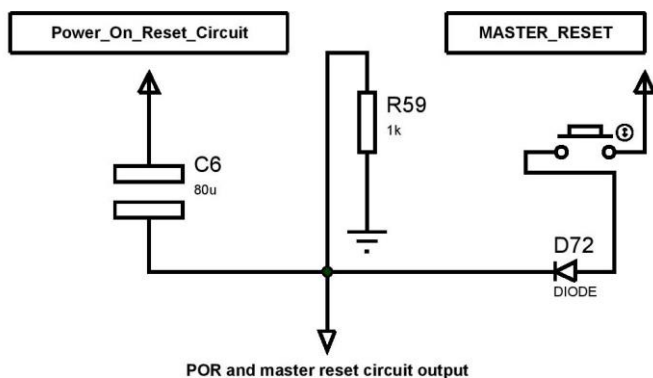 Power_On_Reset_Circuit
MASTER_RESET
R59
1k
C6
80u
D72
DIODE
POR and master reset circuit output